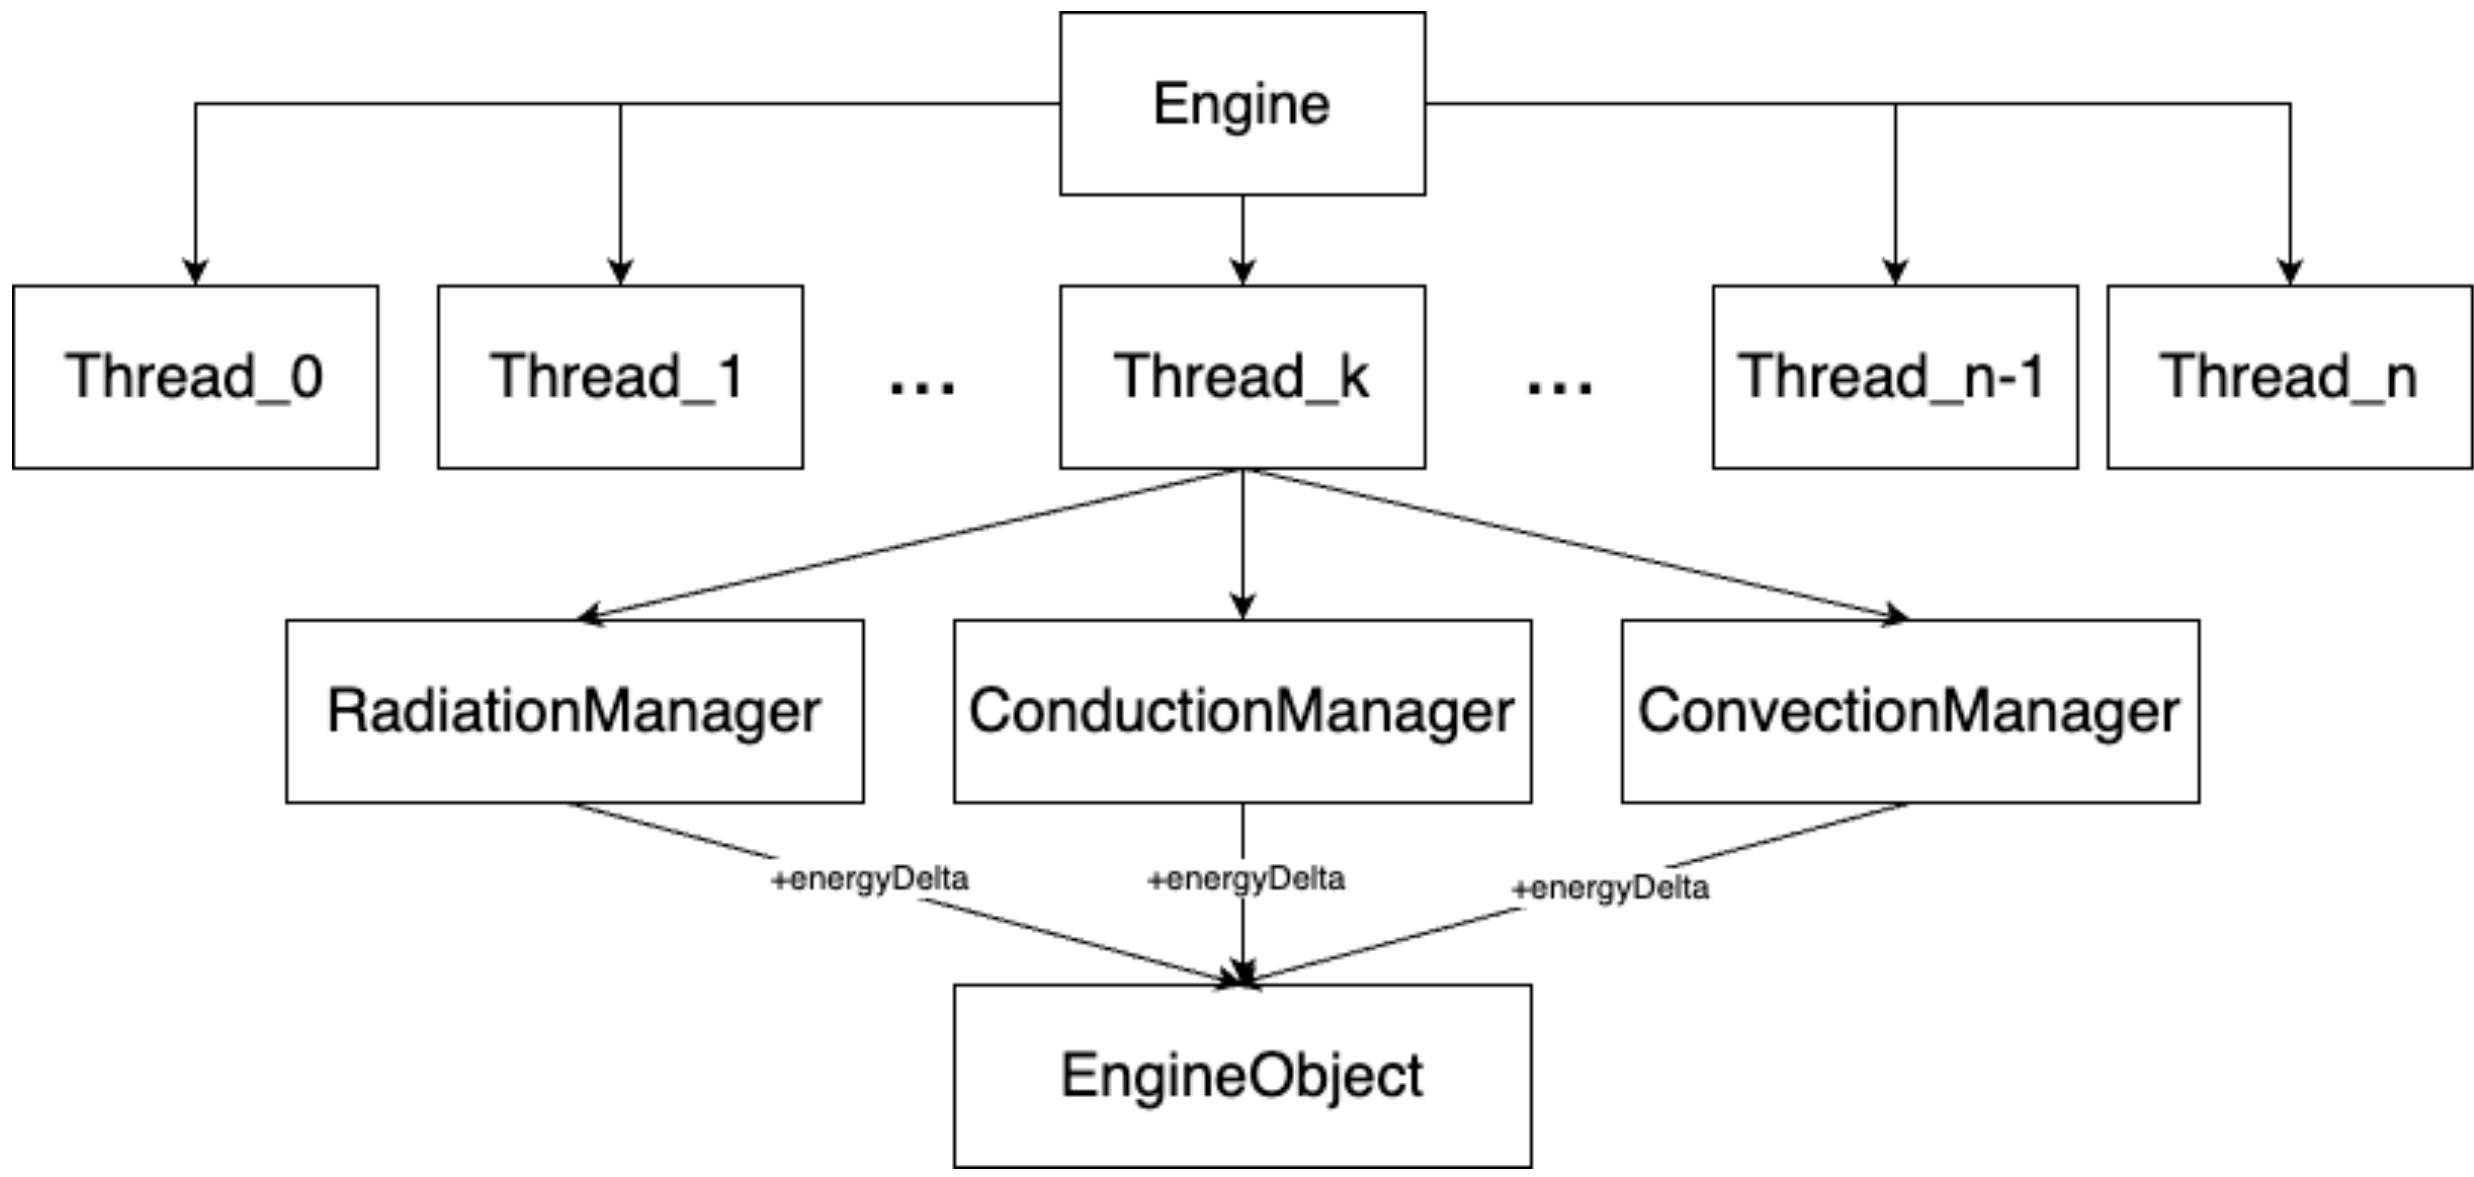 Engine
Thread_0
Thread_1
...
Thread_k
...
Thread_n-1
Thread_n
RadiationManager
ConductionManager
ConvectionManager
+energyDelta
+energyDelta
+energyDelta
EngineObject